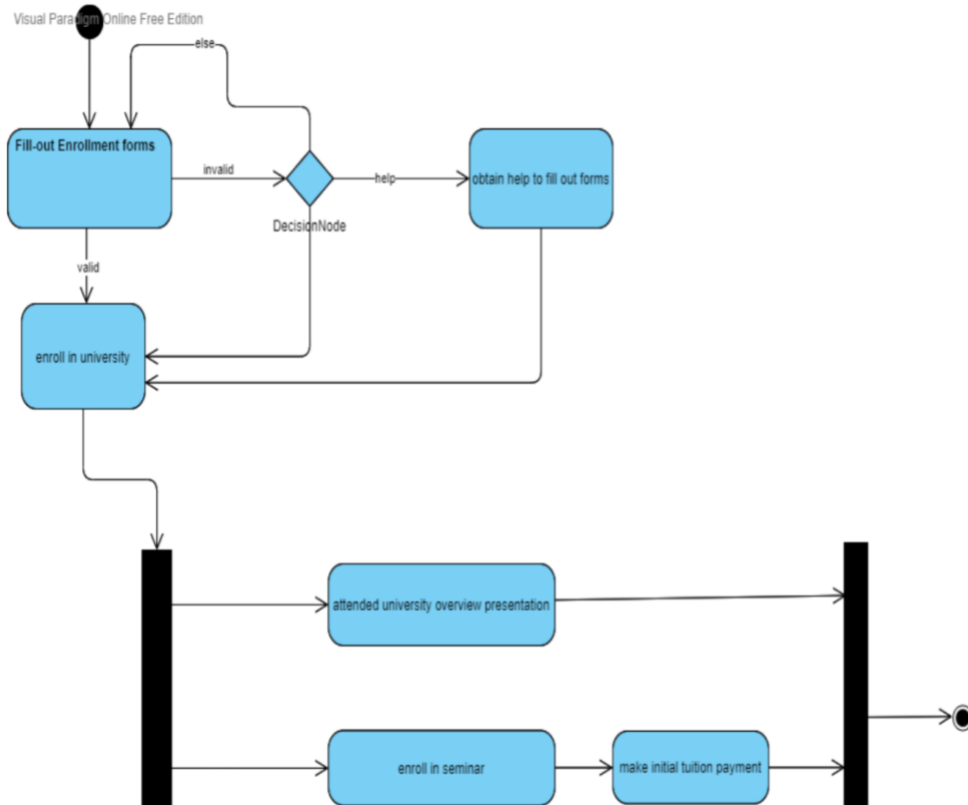 Visual Paradigm Online Free Edition
else
Fill-out Enrollment forms
invalid
help
obtain help to fill out forms
DecisionNode
valid
enroll in university
attended university overview presentation
enroll in seminar
make initial tuition payment